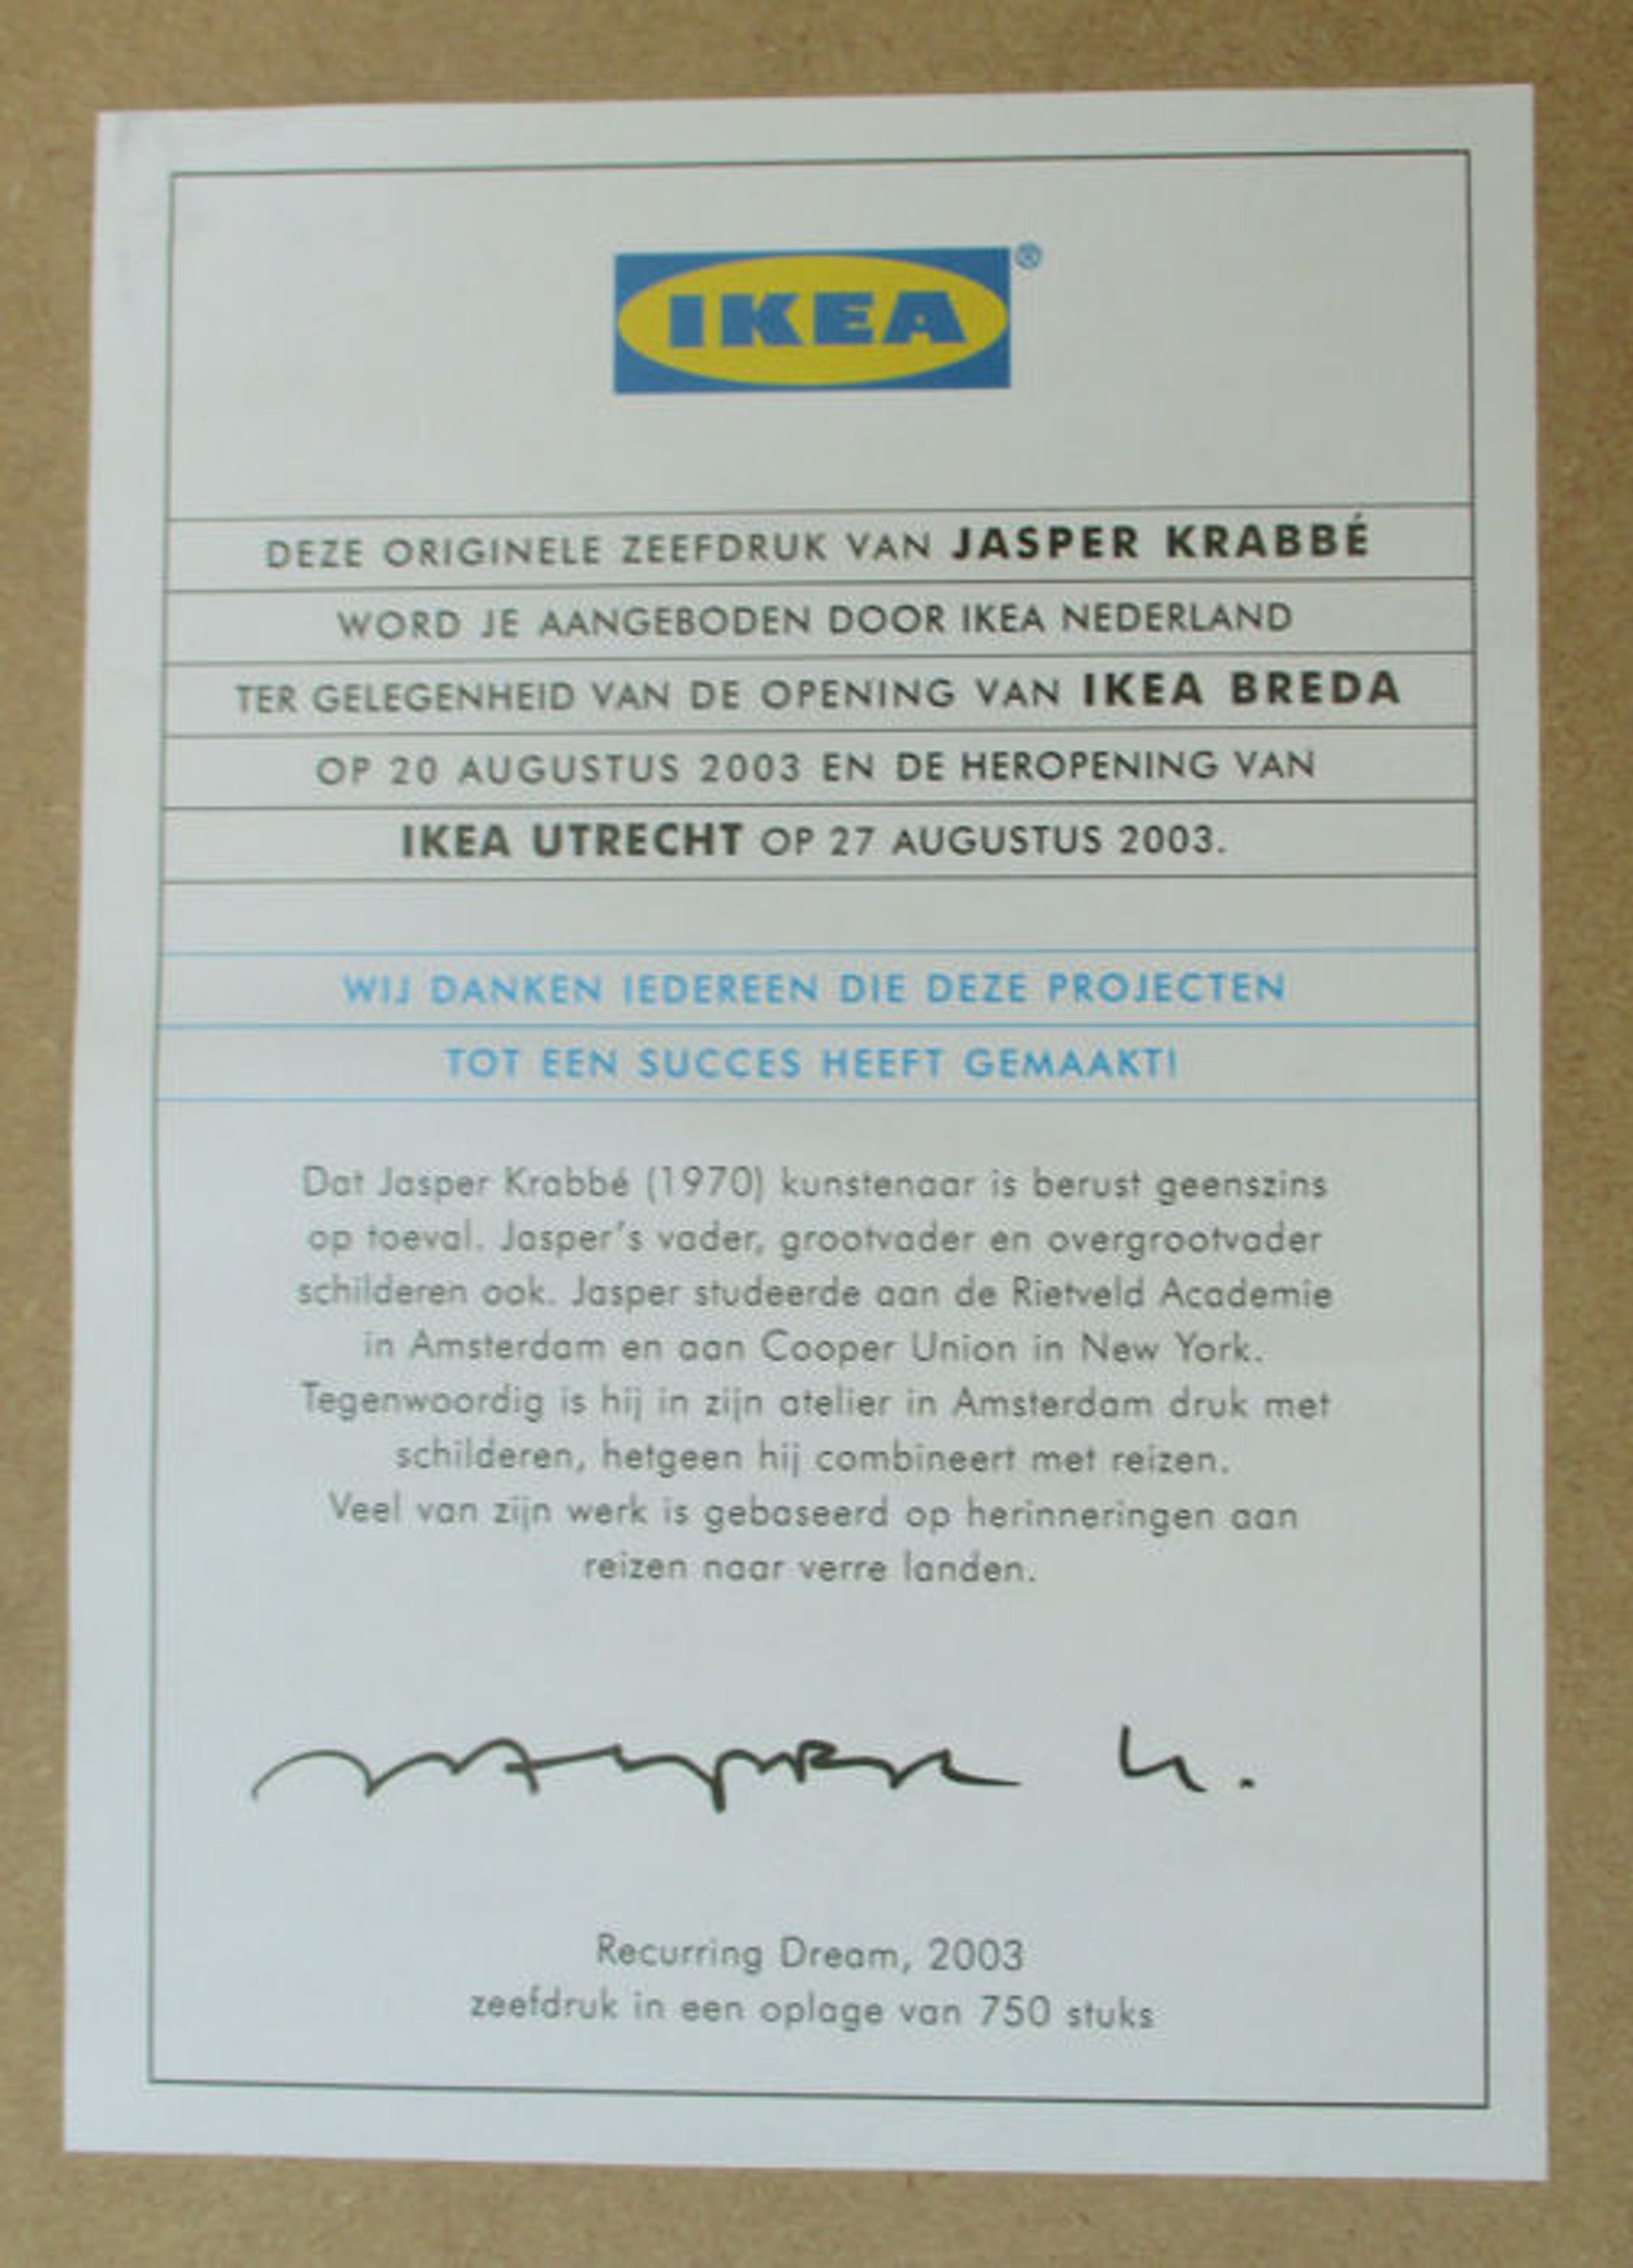 IKEA®
DEZE ORIGINELE ZEEFDRUK VAN JASPER KRABBÉ
WORD JE AANGEBODEN DOOR IKEA NEDERLAND
TER GELEGENHEID VAN DE OPENING VAN IKEA BREDA
OP 20 AUGUSTUS 2003 EN DE HEROPENING VAN
IKEA UTRECHT OP 27 AUGUSTUS 2003.
WIJ DANKEN IEDEREEN DIE DEZE PROJECTEN
TOT EEN SUCCES HEEFT GEMAAKT!
Dat Jasper Krabbé (1970) kunstenaar is berust geenszins
op toeval. Jasper's vader, grootvader en overgrootvader
schilderen ook. Jasper studeerde aan de Rietveld Academie
in Amsterdam en aan Cooper Union in New York.
Tegenwoordig is hij in zijn atelier in Amsterdam druk met
schilderen, hetgeen hij combineert met reizen.
Veel van zijn werk is gebaseerd op herinneringen aan
reizen naar verre landen.
JASPER K.
Recurring Dream, 2003
zeefdruk in een oplage van 750 stuks